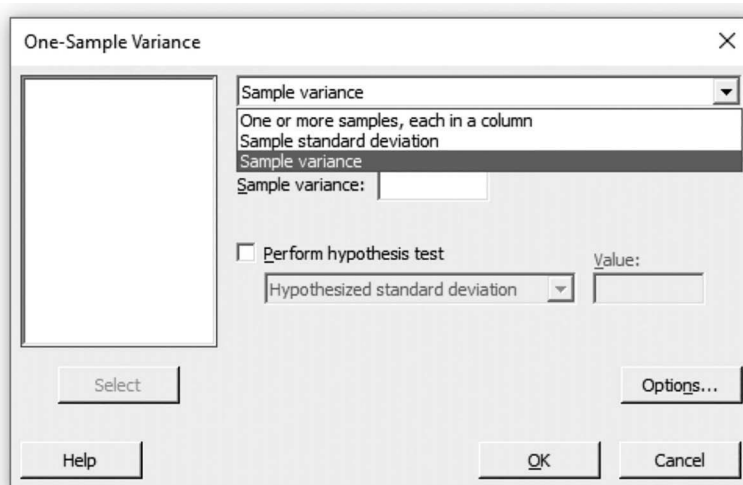 One-Sample Variance
Sample variance
One or more samples, each in a column
Sample standard deviation
Sample variance
Sample variance:
Perform hypothesis test
Value:
Hypothesized standard deviation
Select
Options...
Help
OK
Cancel